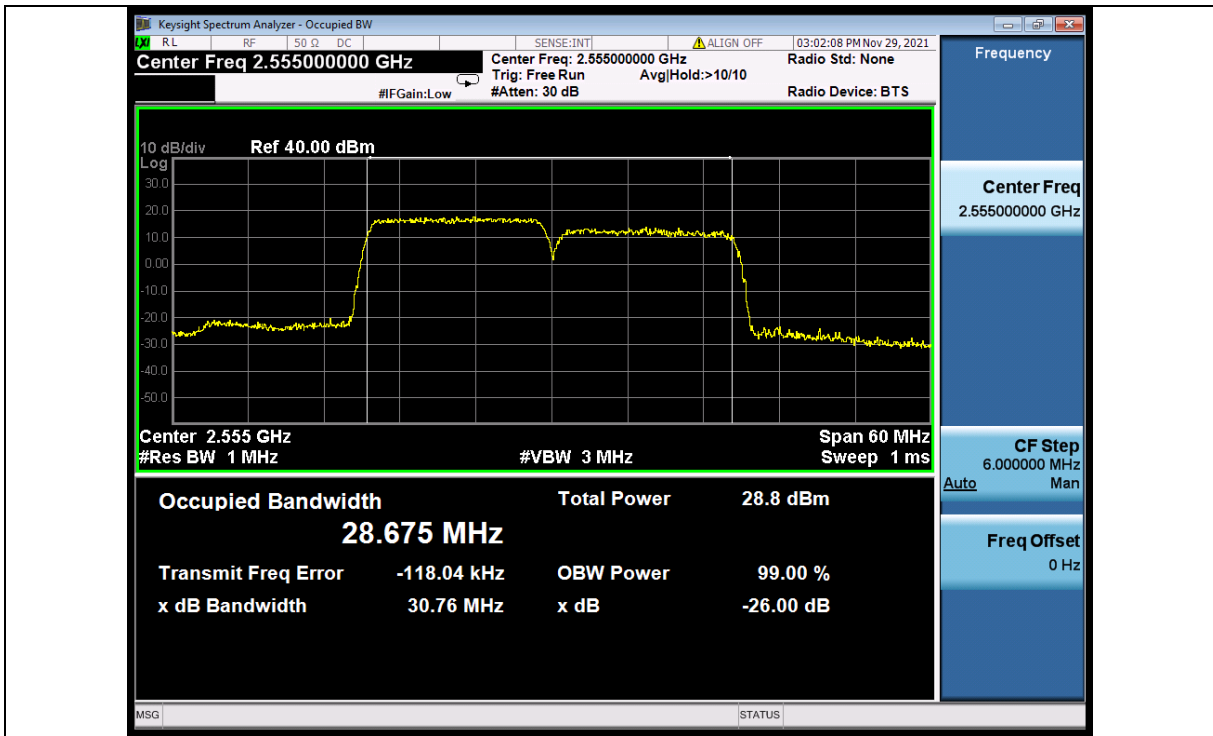 Keysight Spectrum Analyzer - Occupied BW
LXI RL RF 50 Ω DC SENSE:INT ALIGN OFF 03:02:08 PM Nov 29, 2021
Center Freq 2.555000000 GHz
Center Freq: 2.555000000 GHz Radio Std: None
Trig: Free Run Avg|Hold:>10/10
#IFGain:Low #Atten: 30 dB Radio Device: BTS
10 dB/div Ref 40.00 dBm
Log
30.0
20.0
10.0
0.00
-10.0
-20.0
-30.0
-40.0
-50.0
Center 2.555 GHz Span 60 MHz
#Res BW 1 MHz #VBW 3 MHz Sweep 1 ms
Occupied Bandwidth Total Power 28.8 dBm
28.675 MHz
Transmit Freq Error -118.04 kHz OBW Power 99.00 %
x dB Bandwidth 30.76 MHz x dB -26.00 dB
MSG STATUS
Frequency
Center Freq
2.555000000 GHz
CF Step
6.000000 MHz
Auto Man
Freq Offset
0 Hz